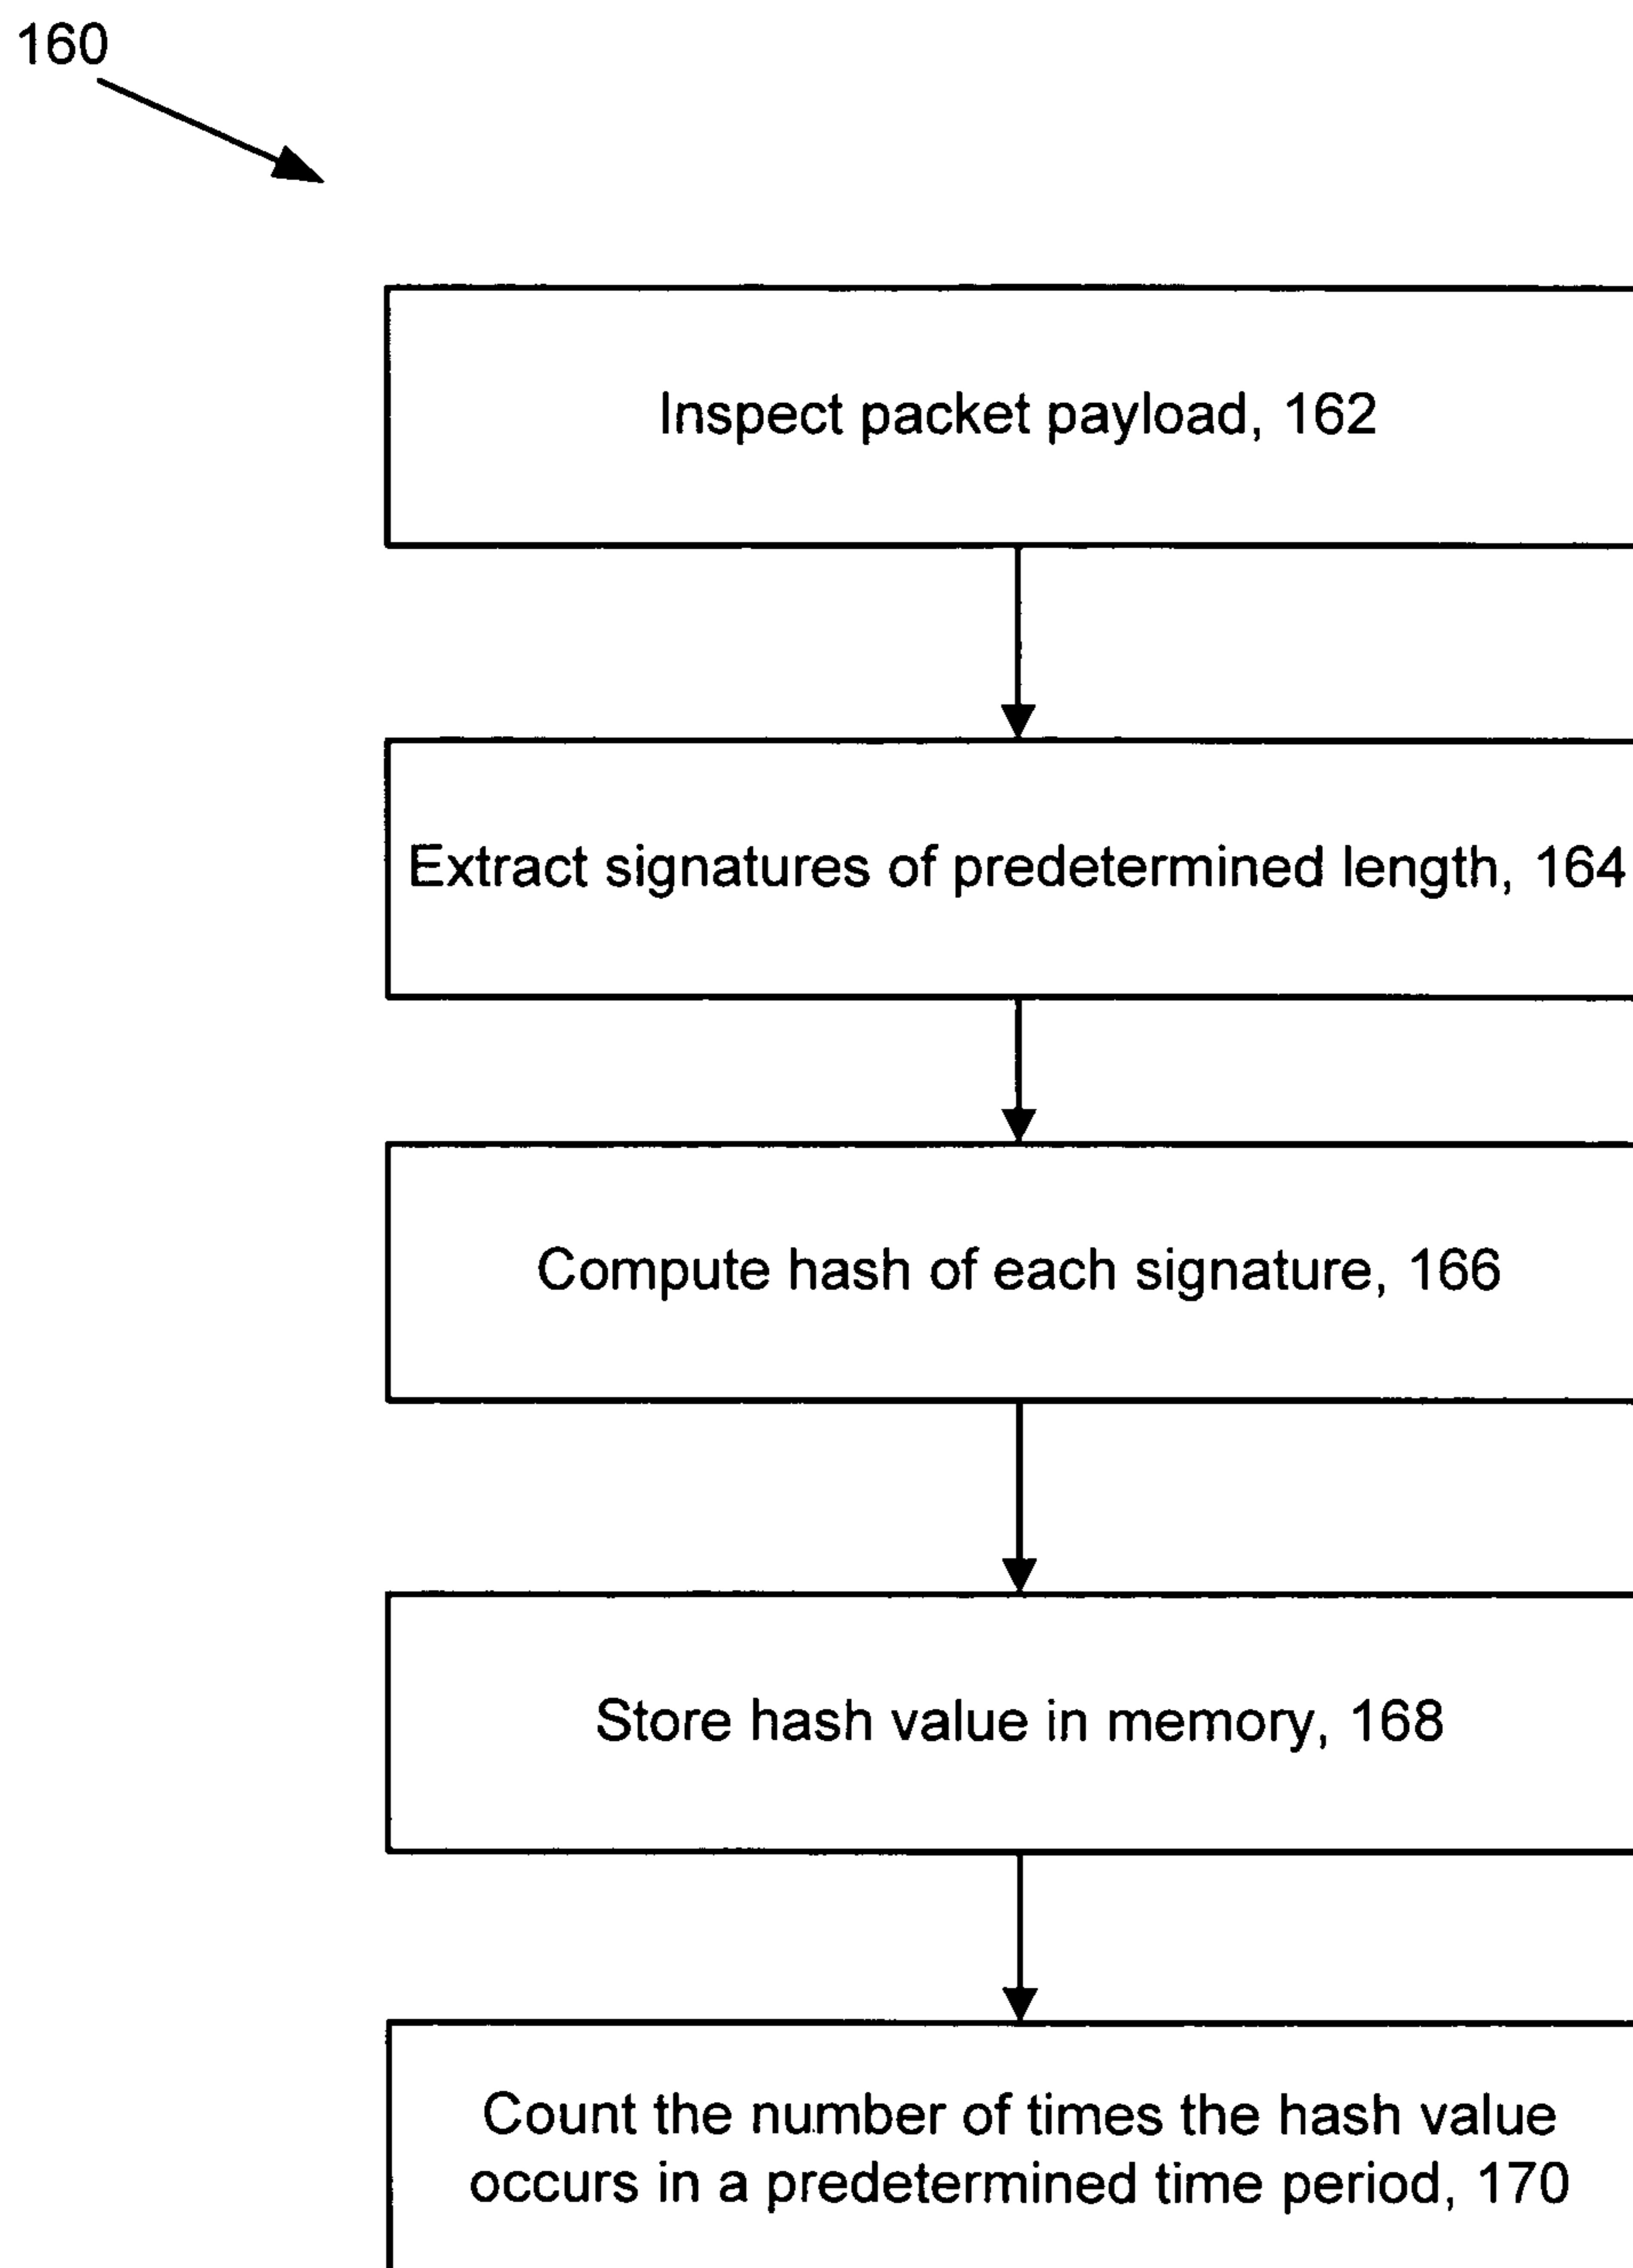 160
Inspect packet payload, 162
Extract signatures of predetermined length, 164
Compute hash of each signature, 166
Store hash value in memory, 168
Count the number of times the hash value
occurs in a predetermined time period, 170